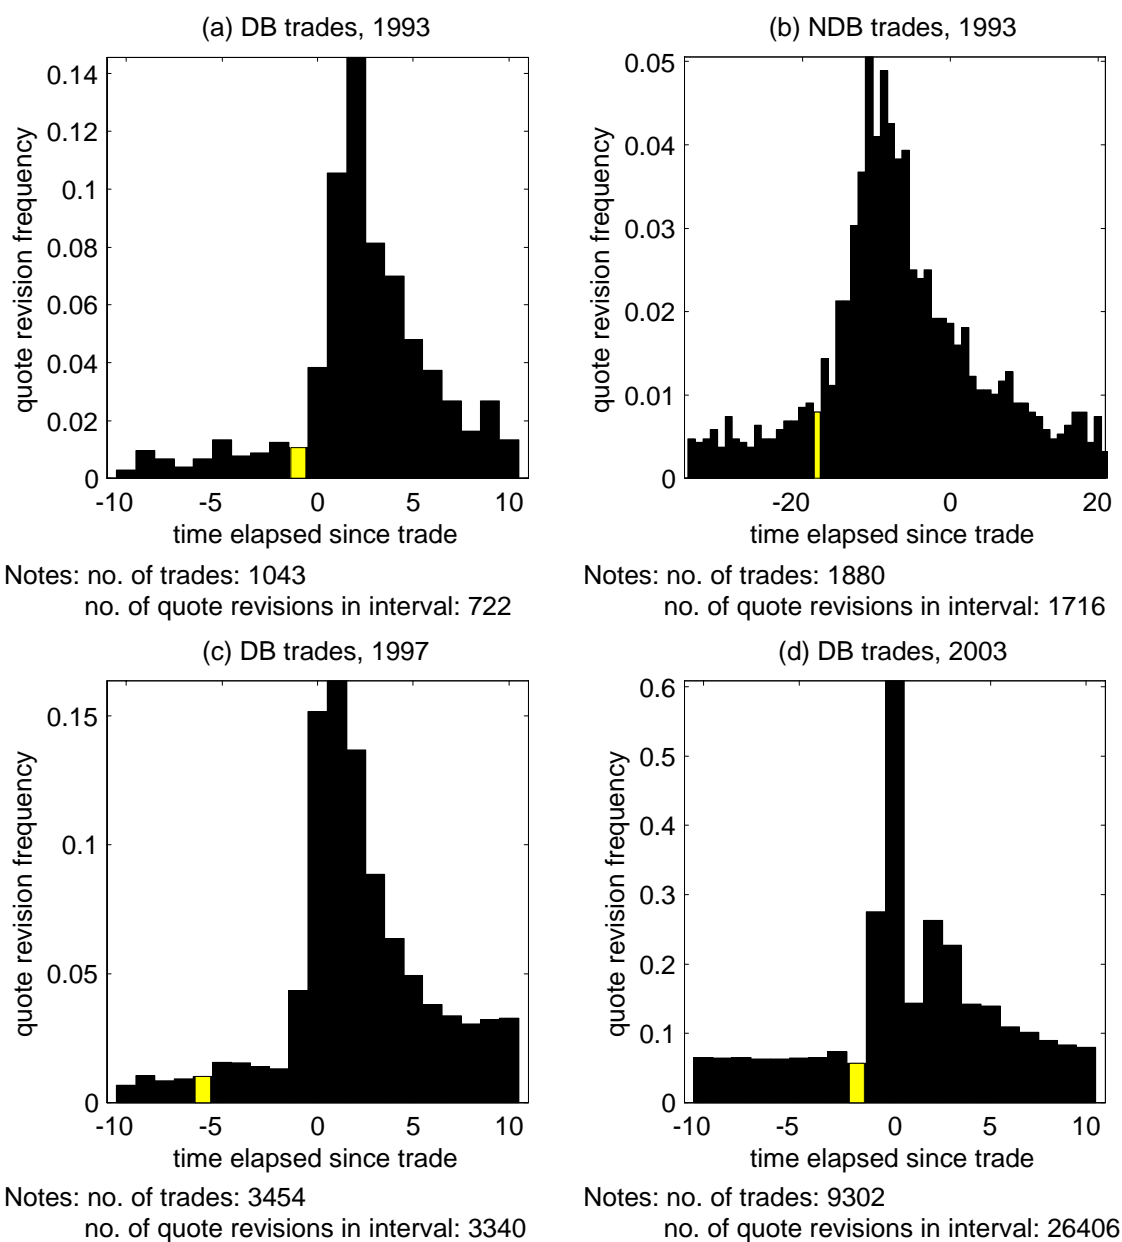 (a) DB trades, 1993
0.14
0.12
0.1
0.08
0.06
0.04
0.02
0
quote revision frequency
-10 -5 0 5 10
time elapsed since trade
Notes: no. of trades: 1043
no. of quote revisions in interval: 722
(b) NDB trades, 1993
0.05
0.04
0.03
0.02
0.01
0
quote revision frequency
-20 0 20
time elapsed since trade
Notes: no. of trades: 1880
no. of quote revisions in interval: 1716
(c) DB trades, 1997
0.15
0.1
0.05
0
quote revision frequency
-10 -5 0 5 10
time elapsed since trade
Notes: no. of trades: 3454
no. of quote revisions in interval: 3340
(d) DB trades, 2003
0.6
0.5
0.4
0.3
0.2
0.1
0
quote revision frequency
-10 -5 0 5 10
time elapsed since trade
Notes: no. of trades: 9302
no. of quote revisions in interval: 26406